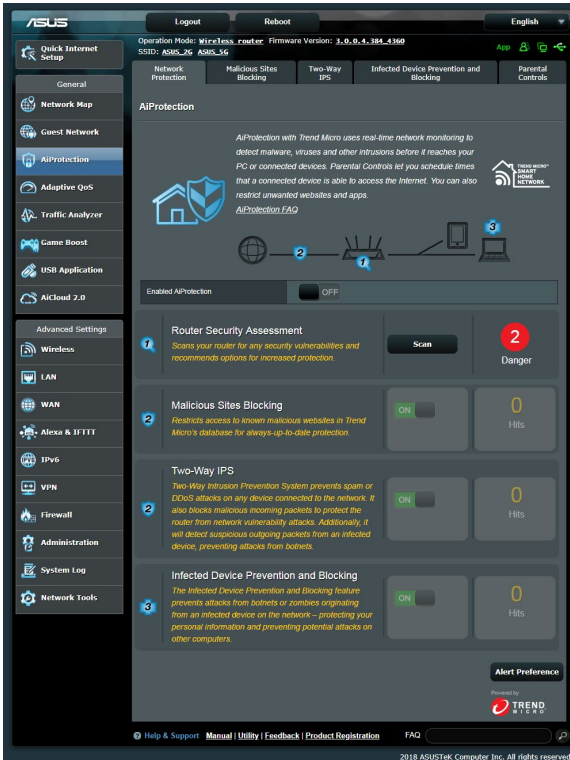 ASUS
Logout
Reboot
English
Quick Internet
Setup
Operation Mode: Wireless router Firmware Version: 3.0.0.4.384_4360
SSID: ASUS_2G ASUS_5G
App
General
Network Map
Guest Network
AiProtection
Adaptive QoS
Traffic Analyzer
Game Boost
USB Application
AiCloud 2.0
Advanced Settings
Wireless
LAN
WAN
Alexa & IFTTT
IPv6
VPN
Firewall
Administration
System Log
Network Tools
Network
Protection
Malicious Sites
Blocking
Two-Way
IPS
Infected Device Prevention and
Blocking
Parental
Controls
AiProtection
AiProtection with Trend Micro uses real-time network monitoring to
detect malware, viruses and other intrusions before it reaches your
PC or connected devices. Parental Controls let you schedule times
that a connected device is able to access the Internet. You can also
restrict unwanted websites and apps.
AiProtection FAQ
TREND MICRO™
SMART
HOME
NETWORK
2
1
3
Enabled AiProtection
OFF
1
Router Security Assessment
Scans your router for any security vulnerabilities and
recommends options for increased protection.
Scan
2
Danger
2
Malicious Sites Blocking
Restricts access to known malicious websites in Trend
Micro's database for always-up-to-date protection.
ON
0
Hits
2
Two-Way IPS
Two-Way Intrusion Prevention System prevents spam or
DDoS attacks on any device connected to the network. It
also blocks malicious incoming packets to protect the
router from network vulnerability attacks. Additionally, it
will detect suspicious outgoing packets from an infected
device, preventing attacks from botnets.
ON
0
Hits
3
Infected Device Prevention and Blocking
The Infected Device Prevention and Blocking feature
prevents attacks from botnets or zombies originating
from an infected device on the network – protecting your
personal information and preventing potential attacks on
other computers.
ON
0
Hits
Alert Preference
Powered by
TREND
MICRO
Help & Support Manual | Utility | Feedback | Product Registration FAQ
2018 ASUSTeK Computer Inc. All rights reserved